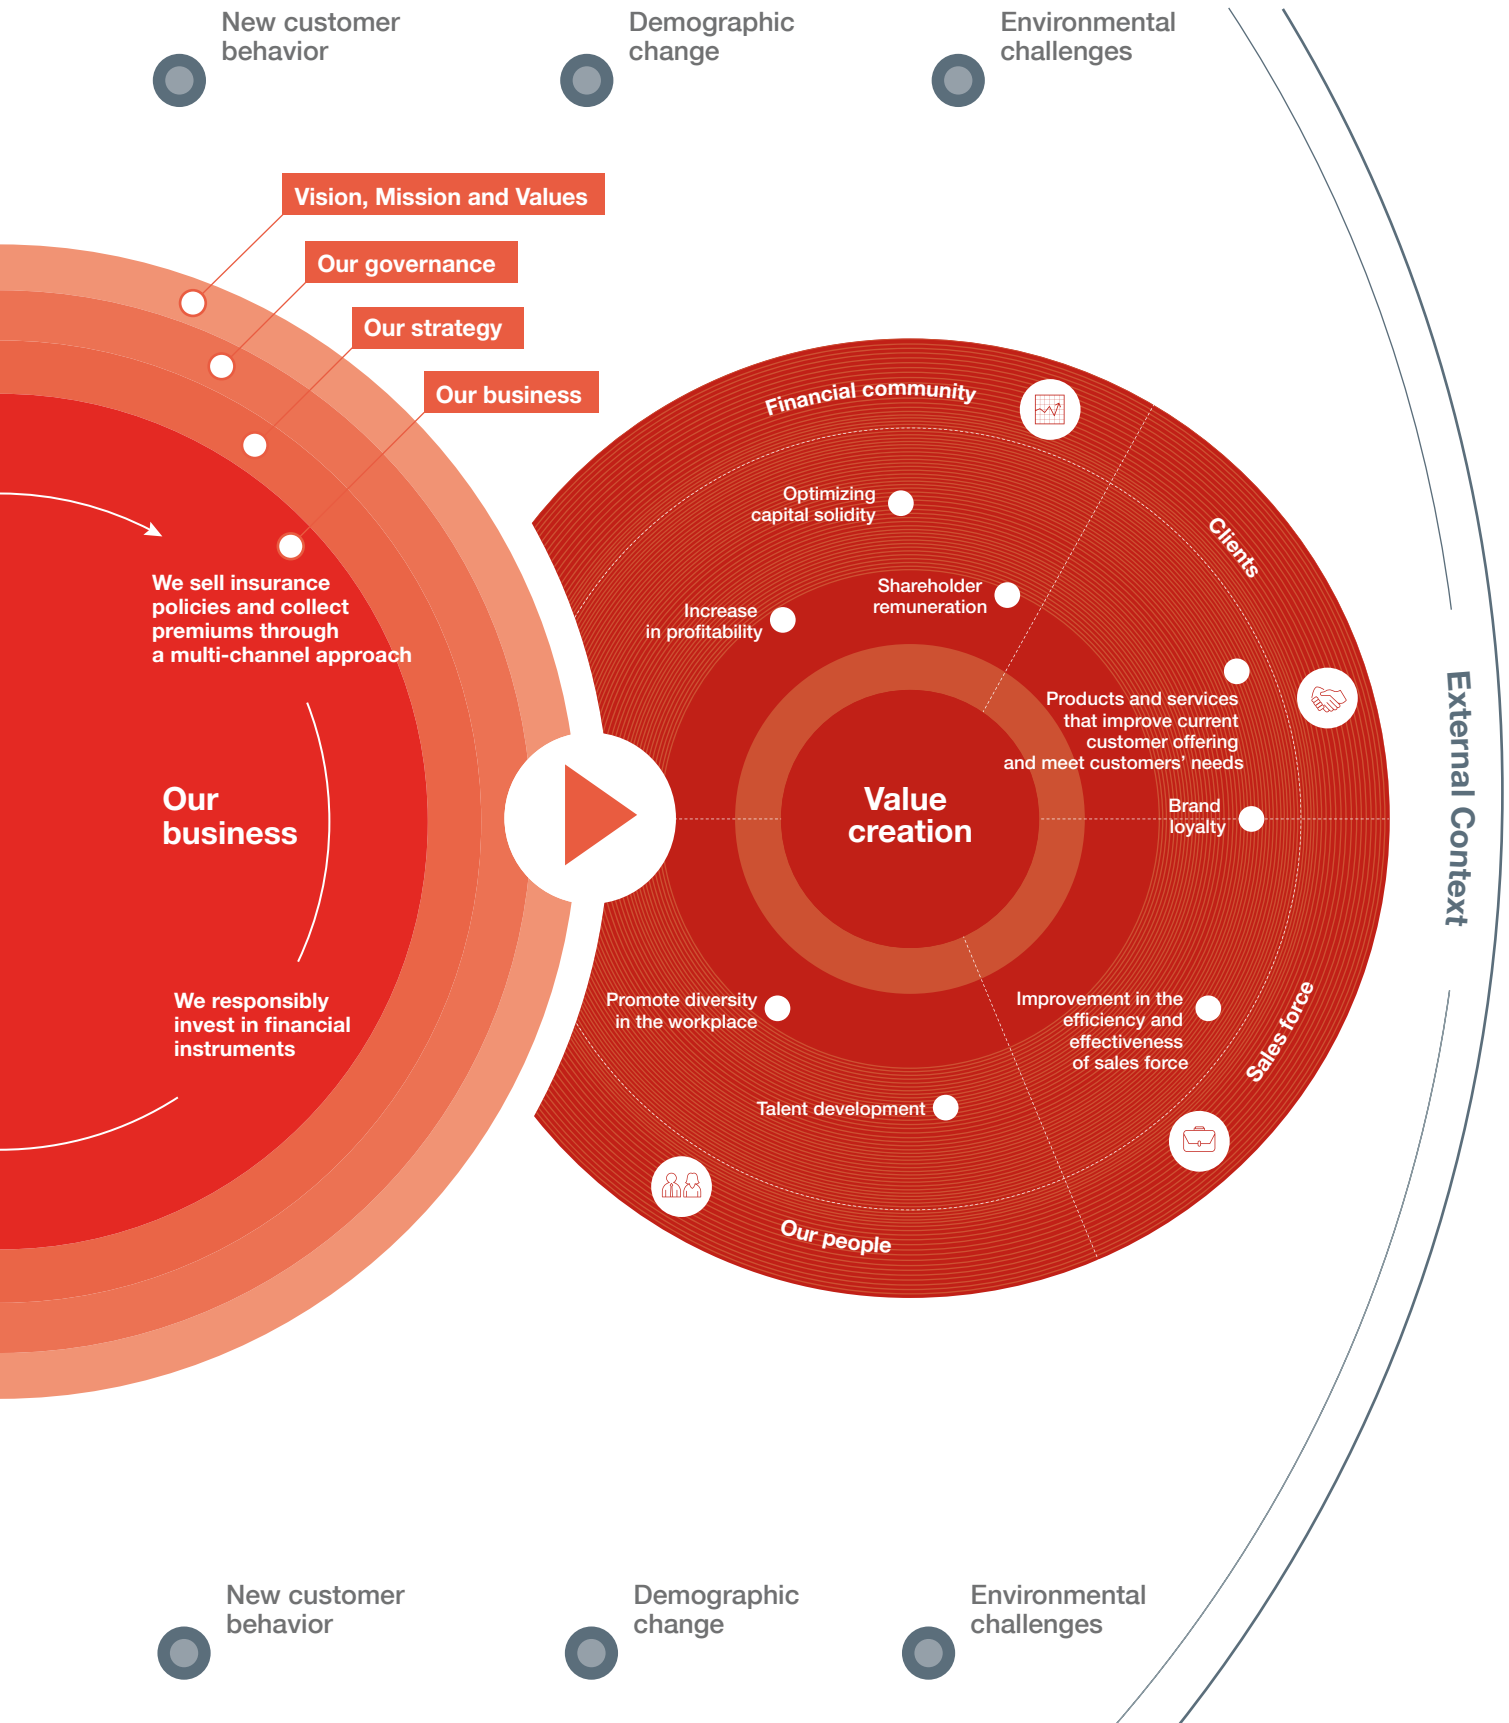 New customer
behavior
Demographic
change
Environmental
challenges
Vision, Mission and Values
Our governance
Our strategy
Our business
We sell insurance
policies and collect
premiums through
a multi-channel approach
Our
business
We responsibly
invest in financial
instruments
Financial community
Optimizing
capital solidity
Increase
in profitability
Shareholder
remuneration
Clients
Products and services
that improve current
customer offering
and meet customers’ needs
Brand
loyalty
Value
creation
Sales force
Improvement in the
efficiency and
effectiveness
of sales force
Promote diversity
in the workplace
Talent development
Our people
External Context
New customer
behavior
Demographic
change
Environmental
challenges